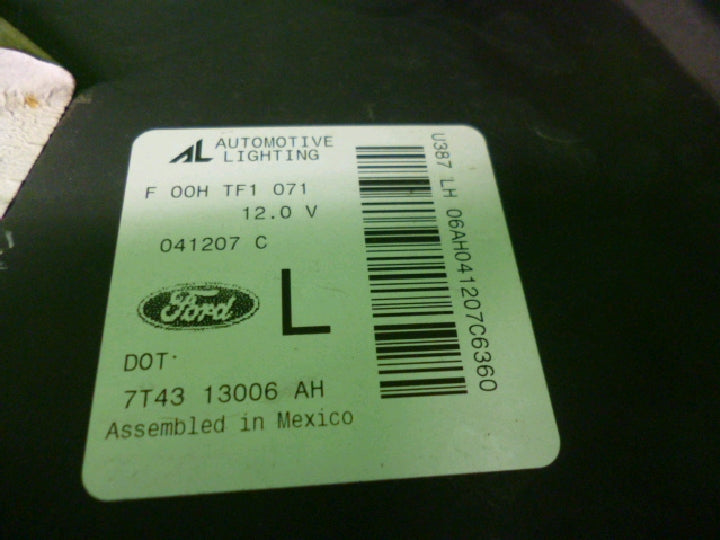 AL AUTOMOTIVE
LIGHTING
F 00H TF1 071
12.0 V
041207 C
Ford
L
DOT
7T43 13006 AH
Assembled in Mexico
U387 LH 06AH041207C6360